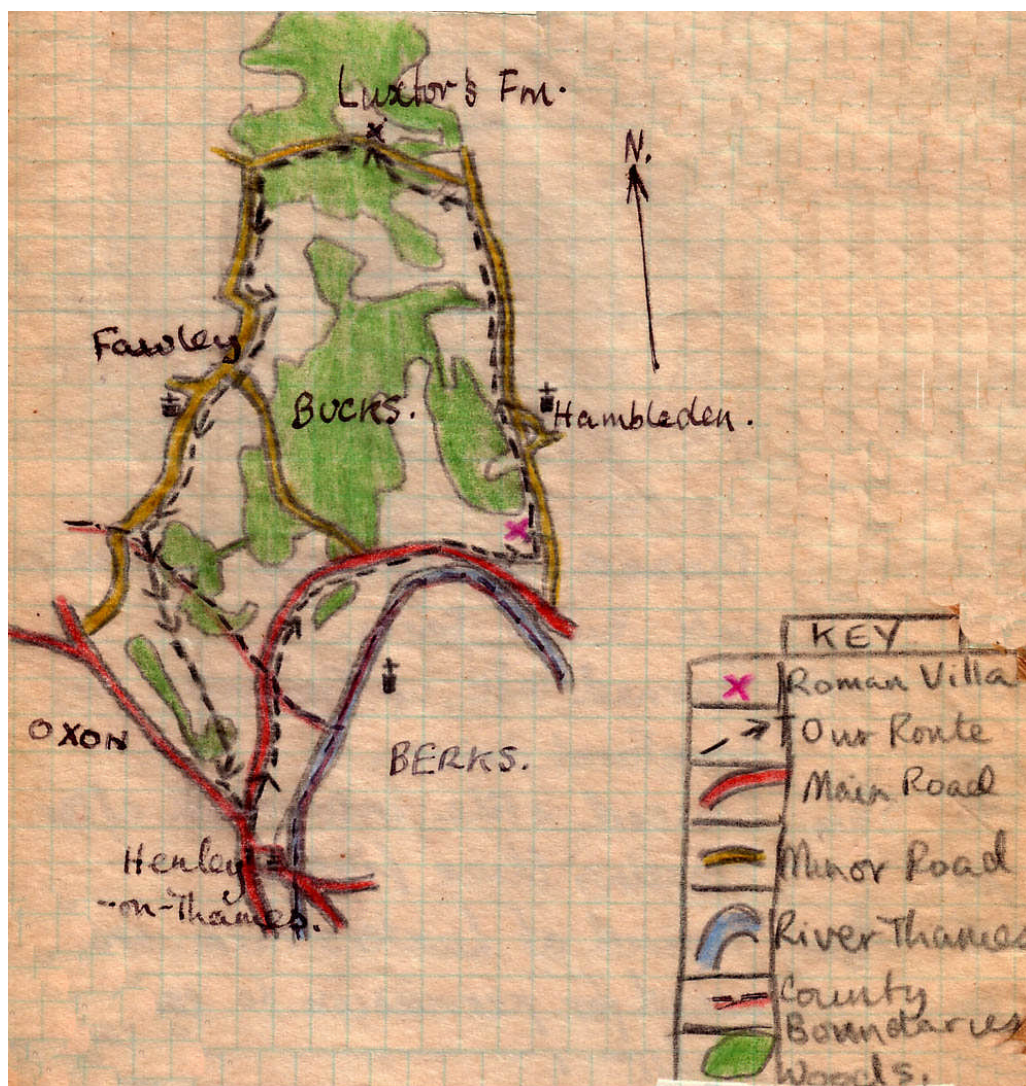 Luxtor's Fm.
N.
Fawley
BUCKS.
Hambleden.
OXON
BERKS.
Henley
-on-Thames.
KEY
Roman Villa
Our Route
Main Road
Minor Road
River Thames
County
Boundaries
Woods.